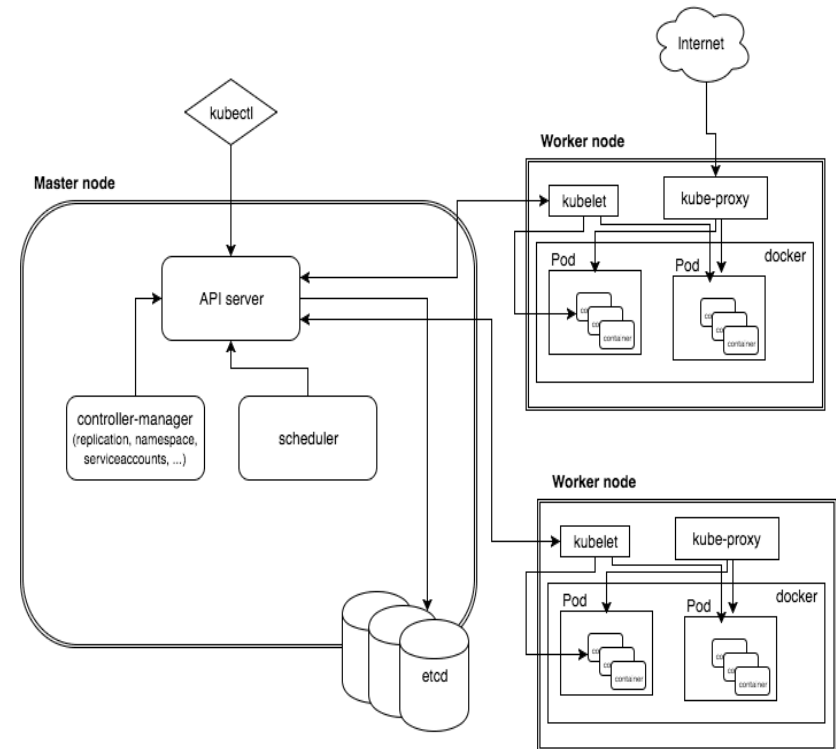 Internet
kubectl
Worker node
Master node
kubelet
kube-proxy
docker
Pod
Pod
API server
container
container
controller-manager
(replication, namespace,
serviceaccounts, ...)
scheduler
Worker node
kubelet
kube-proxy
docker
Pod
Pod
container
container
etcd